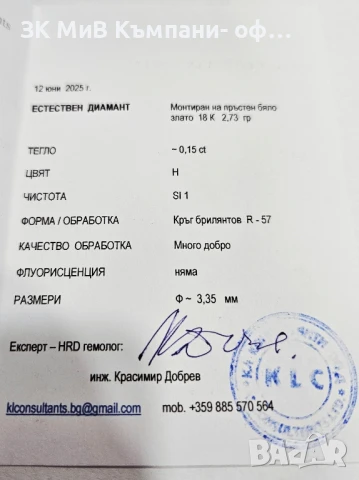 ЗК МиВ Къмпани- оф...
12 юни 2025 г.
ЕСТЕСТВЕН ДИАМАНТ Монтиран на пръстен бяло
злато 18 К 2,73 гр
ТЕГЛО ~ 0,15 ct
ЦВЯТ H
ЧИСТОТА SI 1
ФОРМА / ОБРАБОТКА Кръг брилянтов R - 57
КАЧЕСТВО ОБРАБОТКА Много добро
ФЛУОРИСЦЕНЦИЯ няма
РАЗМЕРИ Ф ~ 3,35 мм
Експерт – HRD гемолог:
инж. Красимир Добрев
klconsultants.bg@gmail.com mob. +359 885 570 564
K L C
bazar